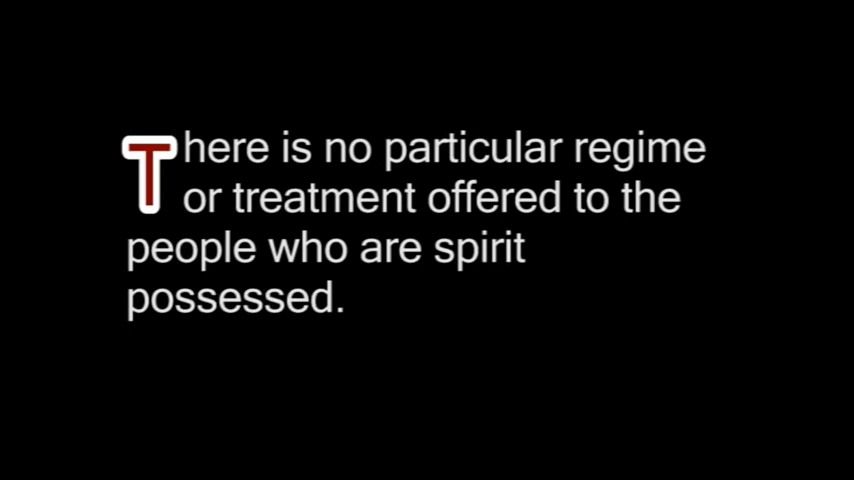 There is no particular regime
or treatment offered to the
people who are spirit
possessed.